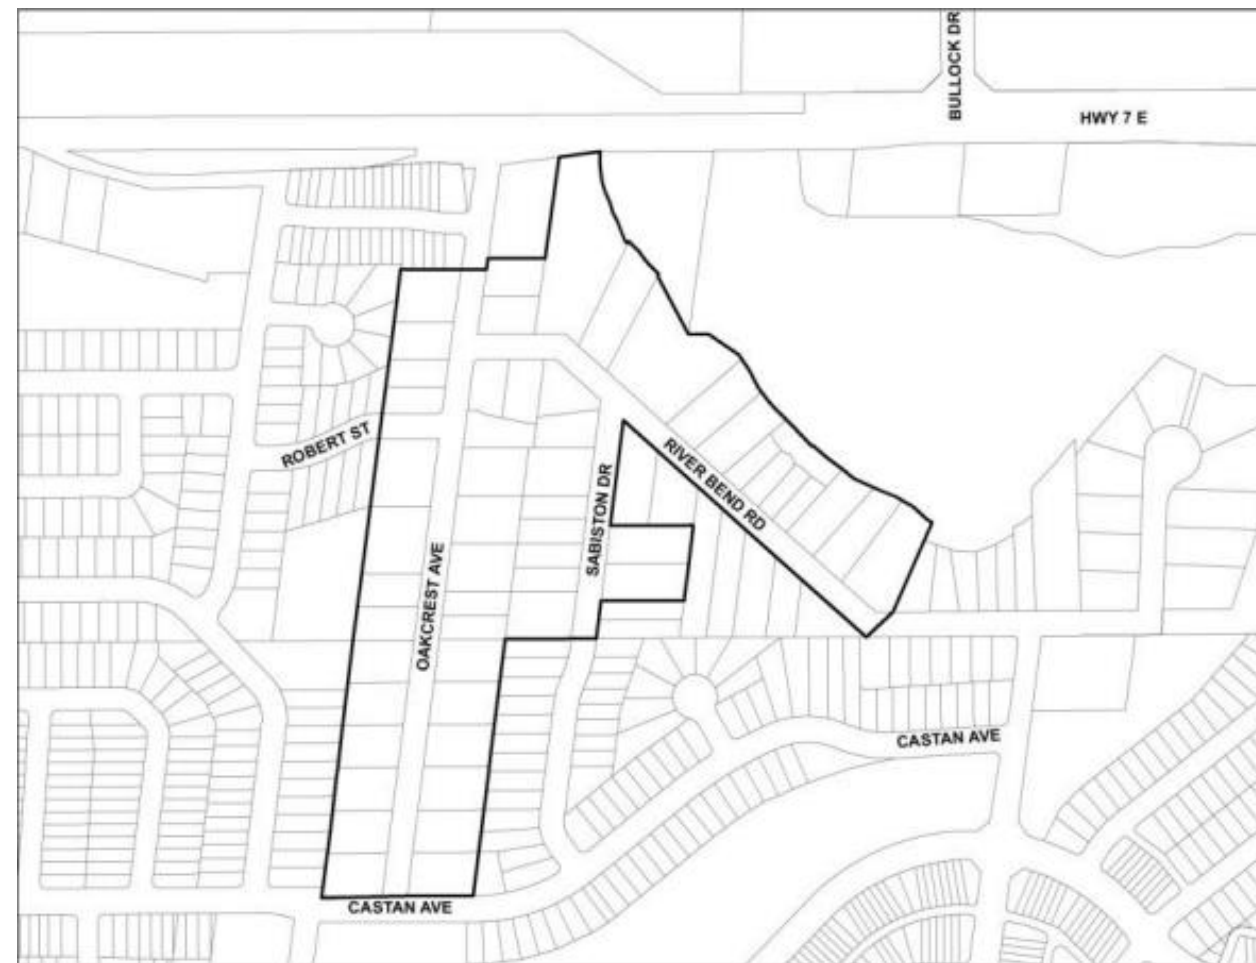 BULLOCK DR
HWY 7 E
ROBERT ST
RIVER BEND RD
SABISTON DR
OAKCREST AVE
CASTAN AVE
CASTAN AVE